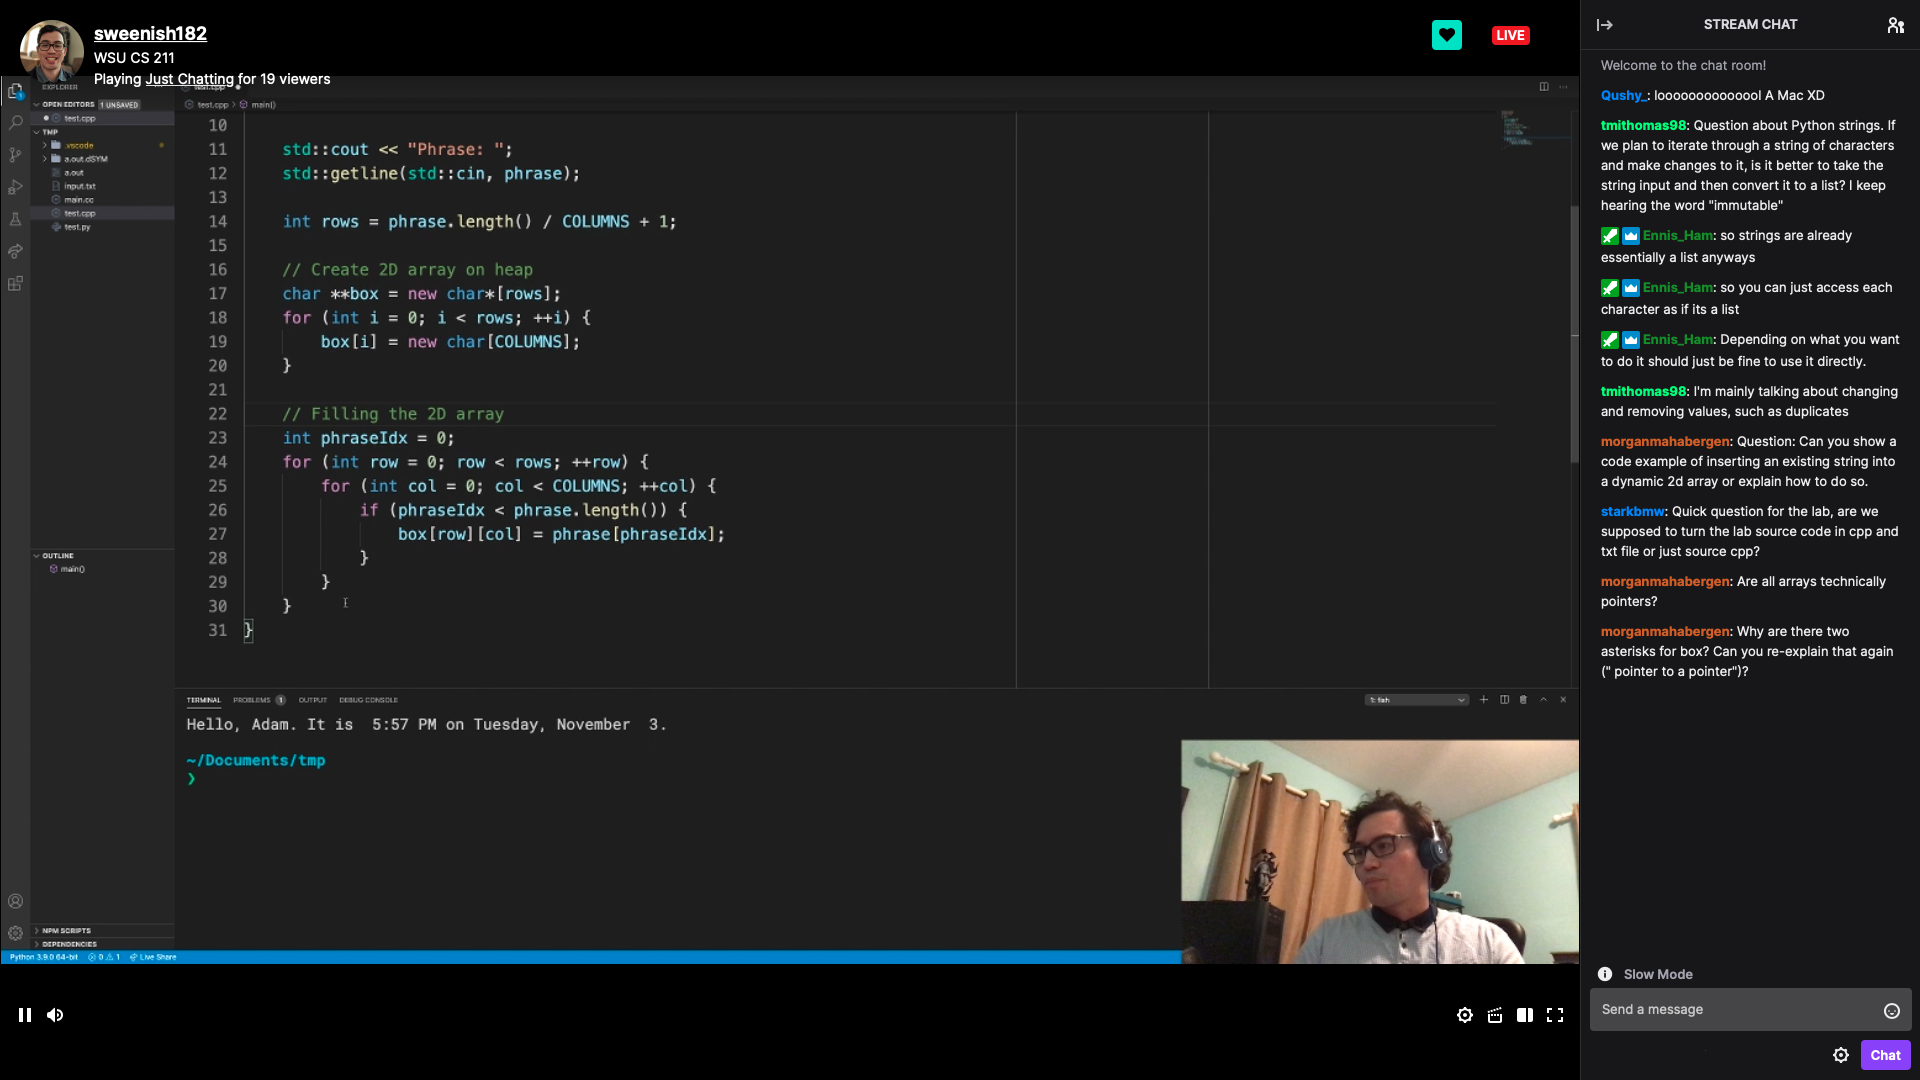 sweenish182
WSU CS 211
Playing Just Chatting for 19 viewers
LIVE
EXPLORER
OPEN EDITORS 1 UNSAVED
test.cpp
TMP
.vscode
a.out.dSYM
a.out
input.txt
main.cc
test.cpp
test.py
OUTLINE
main()
NPM SCRIPTS
DEPENDENCIES
test.cpp
test.cpp > main()
10
11 std::cout << "Phrase: ";
12 std::getline(std::cin, phrase);
13
14 int rows = phrase.length() / COLUMNS + 1;
15
16 // Create 2D array on heap
17 char **box = new char*[rows];
18 for (int i = 0; i < rows; ++i) {
19 box[i] = new char[COLUMNS];
20 }
21
22 // Filling the 2D array
23 int phraseIdx = 0;
24 for (int row = 0; row < rows; ++row) {
25 for (int col = 0; col < COLUMNS; ++col) {
26 if (phraseIdx < phrase.length()) {
27 box[row][col] = phrase[phraseIdx];
28 }
29 }
30 }
31 }
TERMINAL PROBLEMS 1 OUTPUT DEBUG CONSOLE
1: fish
Hello, Adam. It is  5:57 PM on Tuesday, November  3.
~/Documents/tmp
❯
Python 3.9.0 64-bit 0 1 Live Share
STREAM CHAT
Welcome to the chat room!
Qushy_: looooooooooooool A Mac XD
tmithomas98: Question about Python strings. If
we plan to iterate through a string of characters
and make changes to it, is it better to take the
string input and then convert it to a list? I keep
hearing the word "immutable"
Ennis_Ham: so strings are already
essentially a list anyways
Ennis_Ham: so you can just access each
character as if its a list
Ennis_Ham: Depending on what you want
to do it should just be fine to use it directly.
tmithomas98: I'm mainly talking about changing
and removing values, such as duplicates
morganmahabergen: Question: Can you show a
code example of inserting an existing string into
a dynamic 2d array or explain how to do so.
starkbmw: Quick question for the lab, are we
supposed to turn the lab source code in cpp and
txt file or just source cpp?
morganmahabergen: Are all arrays technically
pointers?
morganmahabergen: Why are there two
asterisks for box? Can you re-explain that again
(" pointer to a pointer")?
Slow Mode
Send a message
Chat